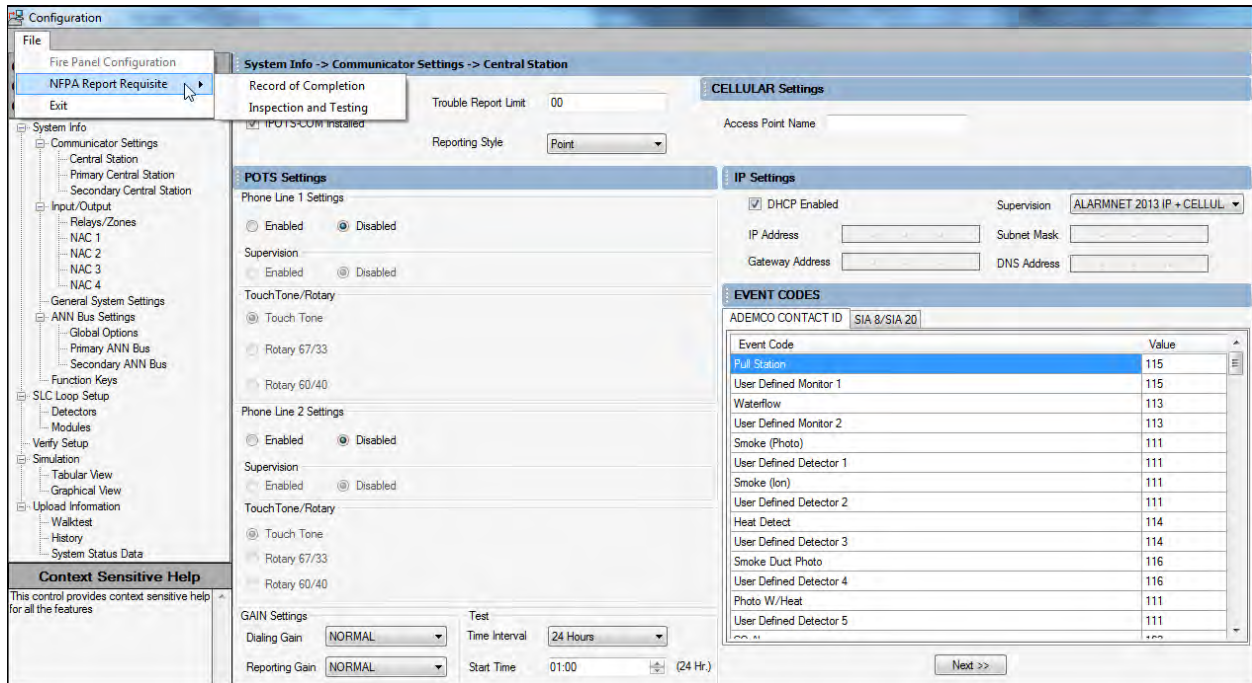 Configuration
File
Fire Panel Configuration
NFPA Report Requisite
Exit
Record of Completion
Inspection and Testing
System Info
Communicator Settings
Central Station
Primary Central Station
Secondary Central Station
Input/Output
Relays/Zones
NAC 1
NAC 2
NAC 3
NAC 4
General System Settings
ANN Bus Settings
Global Options
Primary ANN Bus
Secondary ANN Bus
Function Keys
SLC Loop Setup
Detectors
Modules
Verify Setup
Simulation
Tabular View
Graphical View
Upload Information
Walktest
History
System Status Data
Context Sensitive Help
This control provides context sensitive help
for all the features
System Info -> Communicator Settings -> Central Station
IPOTS-COM Installed
Trouble Report Limit 00
Reporting Style Point
CELLULAR Settings
Access Point Name
POTS Settings
Phone Line 1 Settings
Enabled Disabled
Supervision
Enabled Disabled
TouchTone/Rotary
Touch Tone
Rotary 67/33
Rotary 60/40
Phone Line 2 Settings
Enabled Disabled
Supervision
Enabled Disabled
TouchTone/Rotary
Touch Tone
Rotary 67/33
Rotary 60/40
GAIN Settings
Dialing Gain NORMAL
Reporting Gain NORMAL
Test
Time Interval 24 Hours
Start Time 01:00 (24 Hr.)
IP Settings
DHCP Enabled Supervision ALARMNET 2013 IP + CELLUL
IP Address Subnet Mask
Gateway Address DNS Address
EVENT CODES
ADEMCO CONTACT ID SIA 8/SIA 20
Event Code Value
Pull Station 115
User Defined Monitor 1 115
Waterflow 113
User Defined Monitor 2 113
Smoke (Photo) 111
User Defined Detector 1 111
Smoke (Ion) 111
User Defined Detector 2 111
Heat Detect 114
User Defined Detector 3 114
Smoke Duct Photo 116
User Defined Detector 4 116
Photo W/Heat 111
User Defined Detector 5 111
Next >>